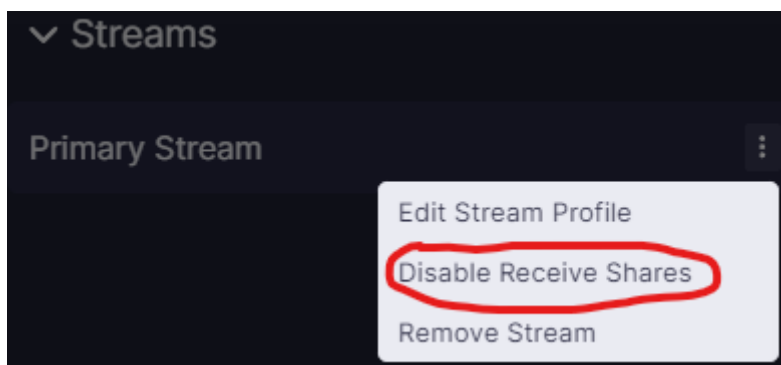 Streams
Primary Stream
Edit Stream Profile
Disable Receive Shares
Remove Stream